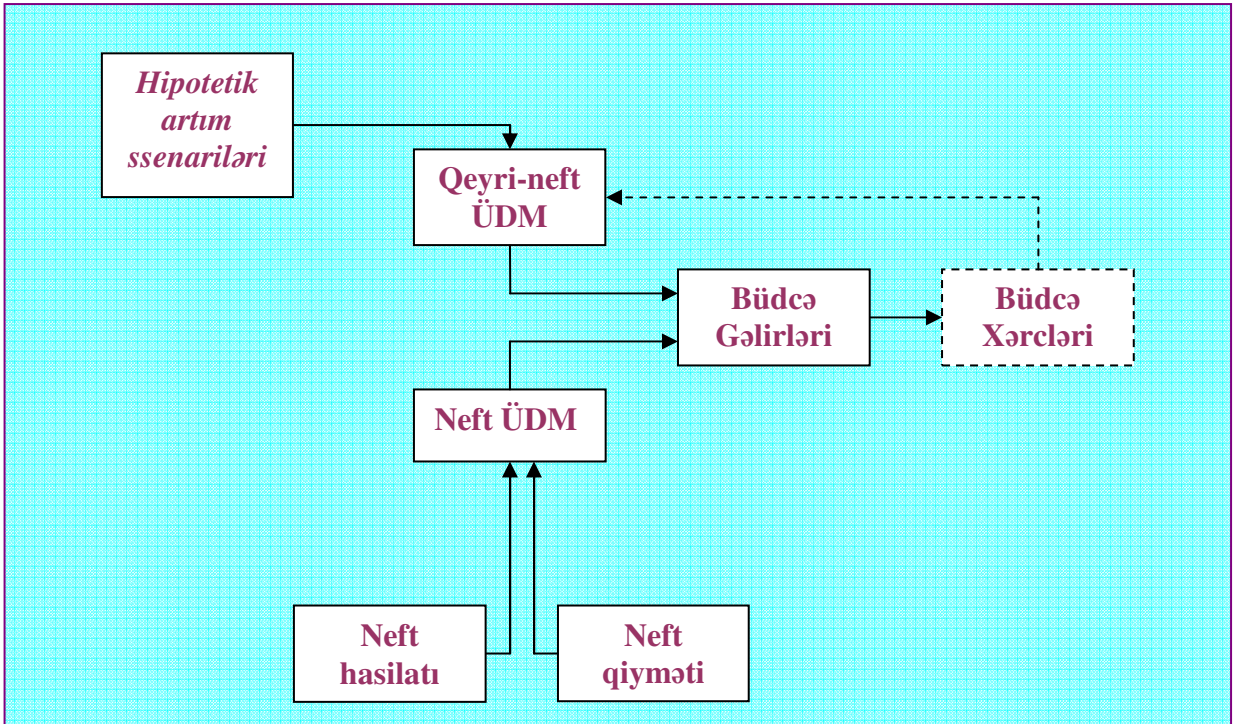 Hipotetik
artım
ssenariləri
Qeyri-neft
ÜDM
Büdcə
Gəlirləri
Büdcə
Xərcləri
Neft ÜDM
Neft
hasilatı
Neft
qiyməti